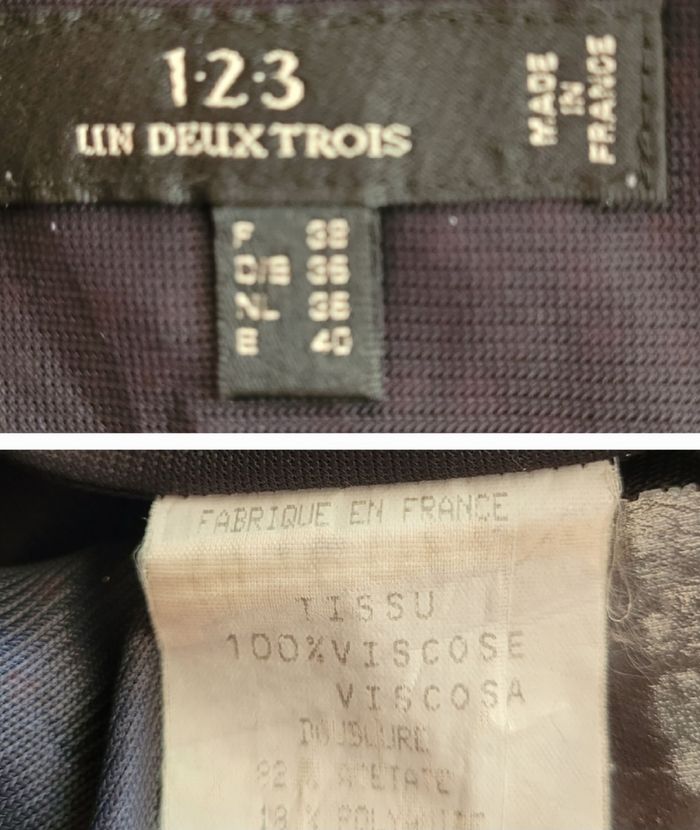 1·2·3
UN DEUX TROIS
MADE
IN
FRANCE
F 38
D/B 36
NL 36
E 40
FABRIQUE EN FRANCE
TISSU
100%VISCOSE
VISCOSA
DOUBLURE
82 % ACETATE
18 %